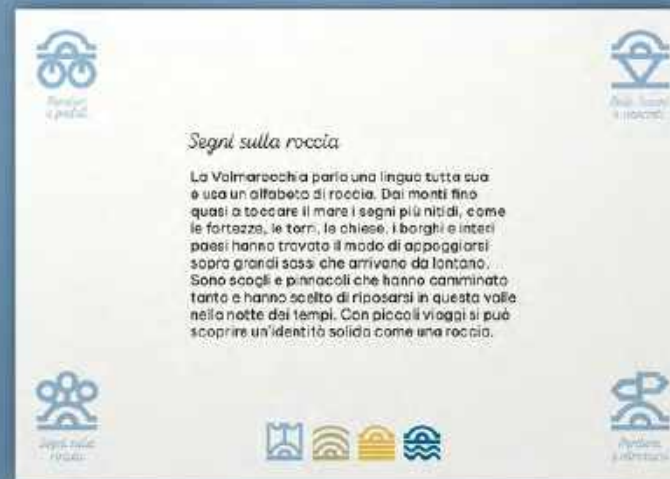 Segni sulla roccia
La Valmarecchia parla una lingua tutta sua
e usa un alfabeto di roccia. Dai monti fino
quasi a toccare il mare i segni più nitidi, come
le fortezze, le torri, le chiese, i borghi e interi
paesi hanno trovato il modo di appoggiarsi
sopra grandi sassi che arrivano da lontano.
Sono scogli e pinnacoli che hanno camminato
tanto e hanno scelto di riposarsi in questa valle
nella notte dei tempi. Con piccoli viaggi si può
scoprire un'identità solida come una roccia.
Segni sulla
roccia